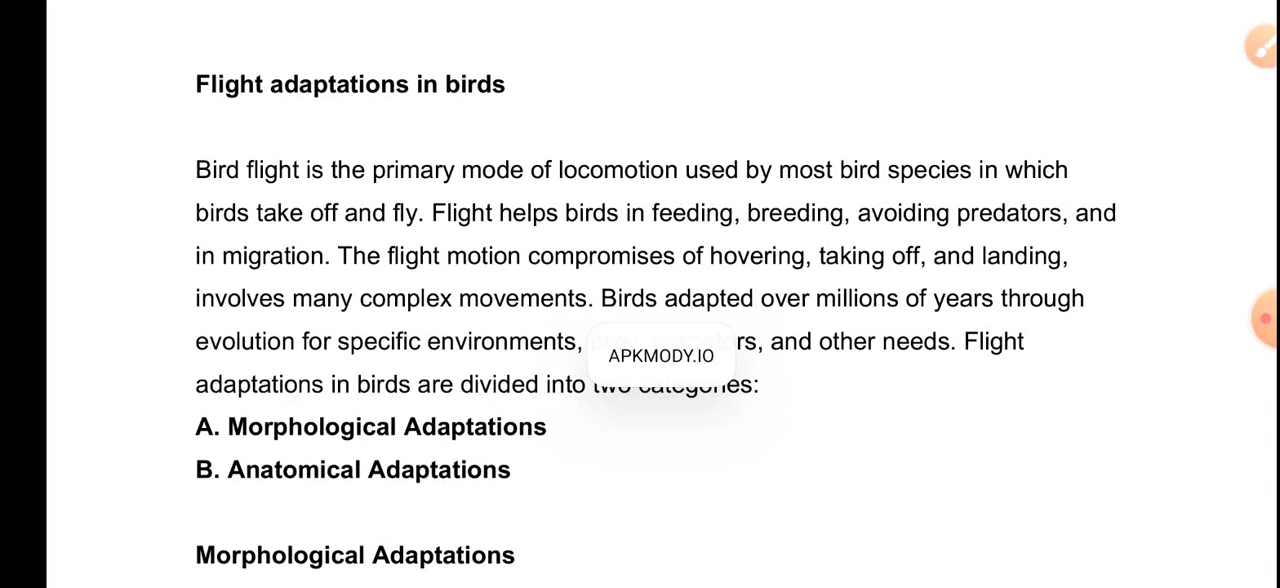 Flight adaptations in birds
Bird flight is the primary mode of locomotion used by most bird species in which
birds take off and fly. Flight helps birds in feeding, breeding, avoiding predators, and
in migration. The flight motion compromises of hovering, taking off, and landing,
involves many complex movements. Birds adapted over millions of years through
evolution for specific environments, and other needs. Flight
APKMODY.IO
adaptations in birds are divided into two categories:
A. Morphological Adaptations
B. Anatomical Adaptations
Morphological Adaptations